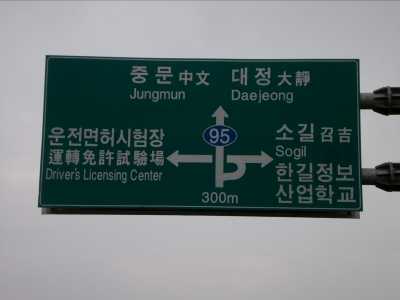 중문 中文 대정 大靜
Jungmun Daejeong
운전면허시험장
運轉免許試驗場
Driver's Licensing Center
95
소길 召吉
Sogil
한길정보
산업학교
300m